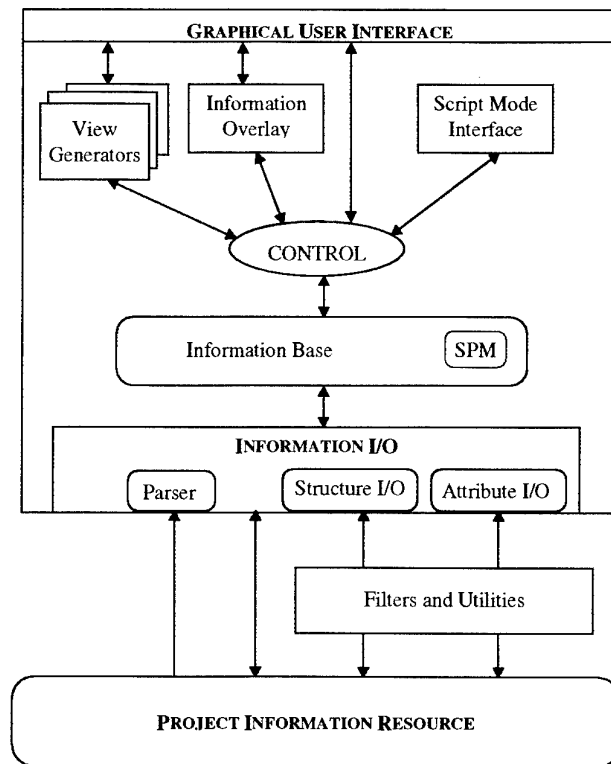 GRAPHICAL USER INTERFACE
View
Generators
Information
Overlay
Script Mode
Interface
CONTROL
Information Base
SPM
INFORMATION I/O
Parser
Structure I/O
Attribute I/O
Filters and Utilities
PROJECT INFORMATION RESOURCE